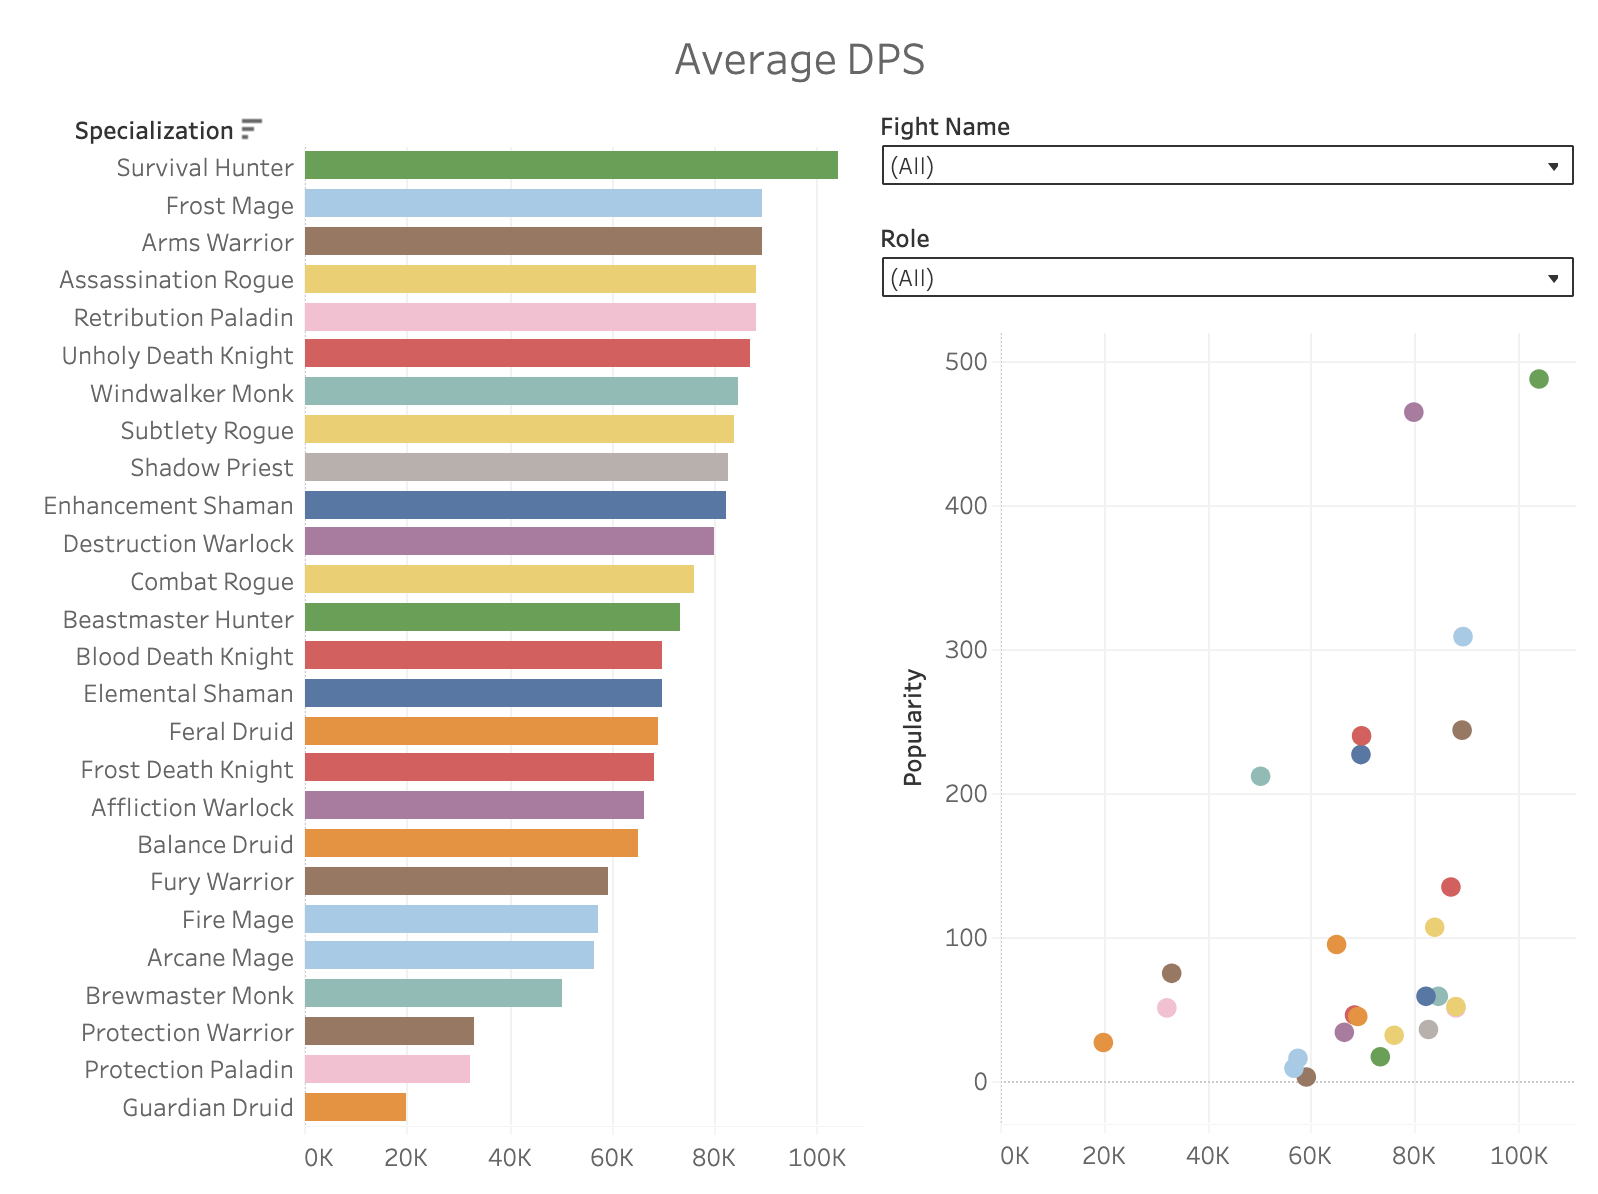 Average DPS
Specialization
Survival Hunter
Frost Mage
Arms Warrior
Assassination Rogue
Retribution Paladin
Unholy Death Knight
Windwalker Monk
Subtlety Rogue
Shadow Priest
Enhancement Shaman
Destruction Warlock
Combat Rogue
Beastmaster Hunter
Blood Death Knight
Elemental Shaman
Feral Druid
Frost Death Knight
Affliction Warlock
Balance Druid
Fury Warrior
Fire Mage
Arcane Mage
Brewmaster Monk
Protection Warrior
Protection Paladin
Guardian Druid
0K 20K 40K 60K 80K 100K
Fight Name
(All)
Role
(All)
Popularity
500
400
300
200
100
0
0K 20K 40K 60K 80K 100K